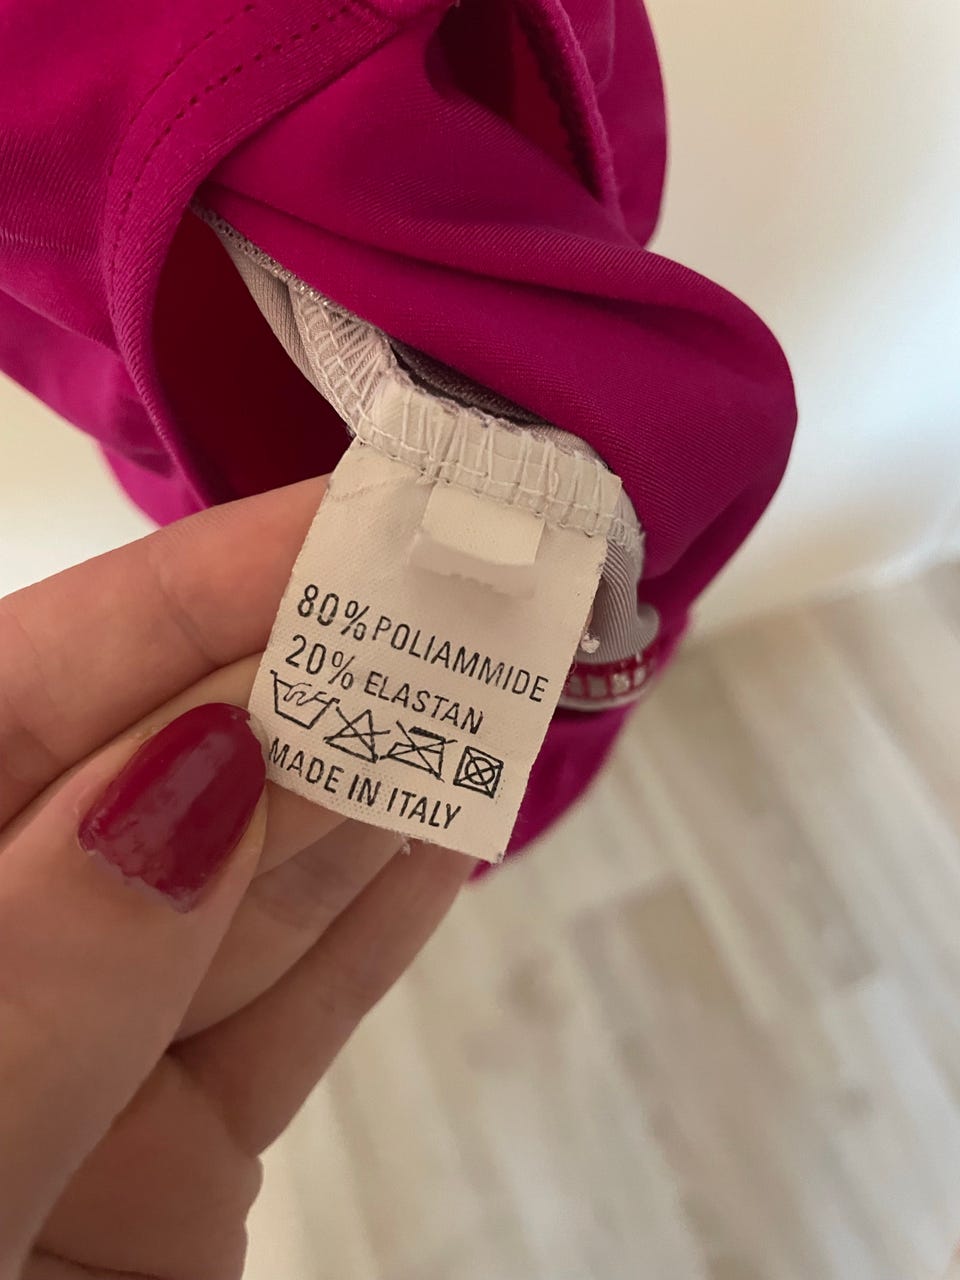 80% POLIAMMIDE
20% ELASTAN
MADE IN ITALY